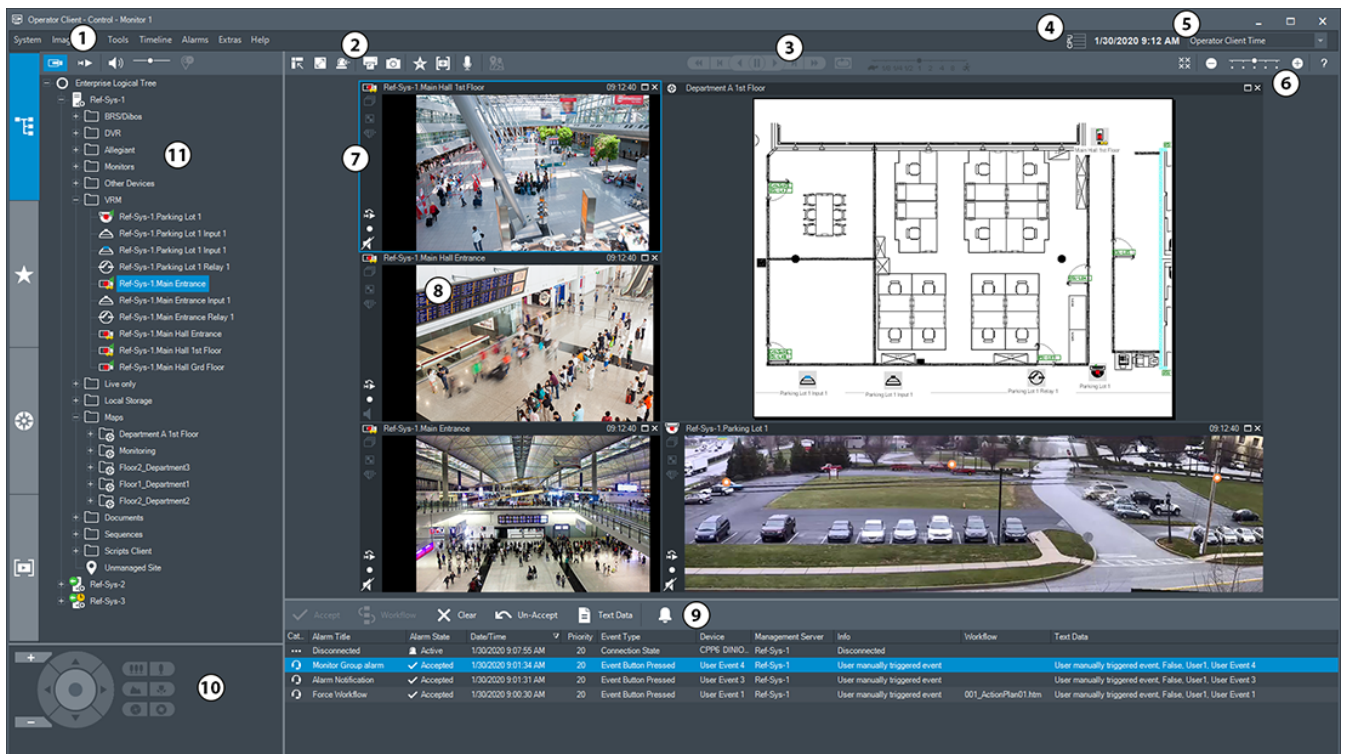 Operator Client - Control - Monitor 1
System Imag Tools Timeline Alarms Extras Help
1
2
3
4
1/30/2020 9:12 AM
5
Operator Client Time
6
?
Enterprise Logical Tree
Ref-Sys-1
BRS/Dibos
DVR
Allegiant
11
Monitors
Other Devices
VRM
Ref-Sys-1.Parking Lot 1
Ref-Sys-1.Parking Lot 1 Input 1
Ref-Sys-1.Parking Lot 1 Input 1
Ref-Sys-1.Parking Lot 1 Relay 1
Ref-Sys-1.Main Entrance
Ref-Sys-1.Main Entrance Input 1
Ref-Sys-1.Main Entrance Relay 1
Ref-Sys-1.Main Hall Entrance
Ref-Sys-1.Main Hall 1st Floor
Ref-Sys-1.Main Hall Grd Floor
Live only
Local Storage
Maps
Department A 1st Floor
Monitoring
Floor2_Department3
Floor1_Department1
Floor2_Department2
Documents
Sequences
Scripts Client
Unmanaged Site
Ref-Sys-2
Ref-Sys-3
10
Ref-Sys-1.Main Hall 1st Floor 09:12:40
7
Ref-Sys-1.Main Hall Entrance 09:12:40
8
Ref-Sys-1.Main Entrance 09:12:40
Department A 1st Floor
Main Hall 1st Floor
Parking Lot 1 Input 1
Parking Lot 1 Input 1
Parking Lot 1 Relay 1
Parking Lot 1
Ref-Sys-1.Parking Lot 1 09:12:40
Accept Workflow Clear Un-Accept Text Data 9
Cat.. Alarm Title Alarm State Date/Time Priority Event Type Device Management Server Info Workflow Text Data
Disconnected Active 1/30/2020 9:07:55 AM 20 Connection State CPP6 DINIO... Ref-Sys-1 Disconnected
Monitor Group alarm Accepted 1/30/2020 9:01:34 AM 20 Event Button Pressed User Event 4 Ref-Sys-1 User manually triggered event User manually triggered event, False, User1, User Event 4
Alarm Notification Accepted 1/30/2020 9:01:31 AM 20 Event Button Pressed User Event 3 Ref-Sys-1 User manually triggered event User manually triggered event, False, User1, User Event 3
Force Workflow Accepted 1/30/2020 9:00:30 AM 20 Event Button Pressed User Event 1 Ref-Sys-1 User manually triggered event 001_ActionPlan01.htm User manually triggered event, False, User1, User Event 1